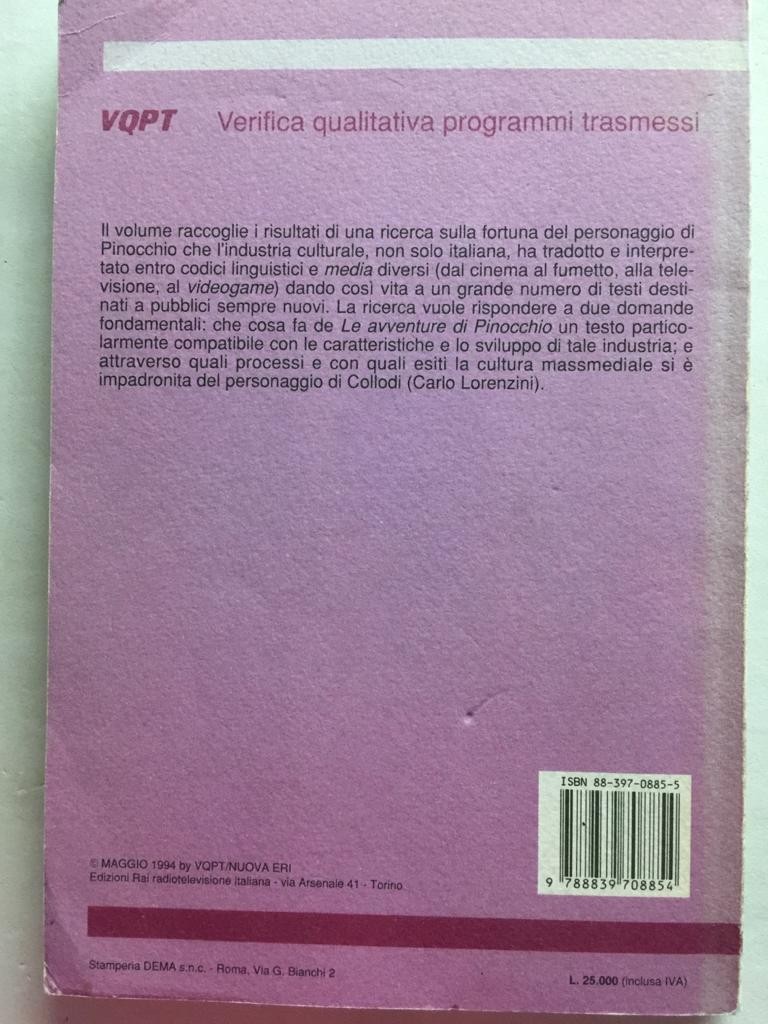 VQPT Verifica qualitativa programmi trasmessi
Il volume raccoglie i risultati di una ricerca sulla fortuna del personaggio di
Pinocchio che l'industria culturale, non solo italiana, ha tradotto e interpre-
tato entro codici linguistici e media diversi (dal cinema al fumetto, alla tele-
visione, al videogame) dando così vita a un grande numero di testi desti-
nati a pubblici sempre nuovi. La ricerca vuole rispondere a due domande
fondamentali: che cosa fa de Le avventure di Pinocchio un testo partico-
larmente compatibile con le caratteristiche e lo sviluppo di tale industria; e
attraverso quali processi e con quali esiti la cultura massmediale si è
impadronita del personaggio di Collodi (Carlo Lorenzini).
ISBN 88-397-0885-5
9 788839 708854
© MAGGIO 1994 by VQPT/NUOVA ERI
Edizioni Rai radiotelevisione italiana - via Arsenale 41 - Torino
Stamperia DEMA s.n.c. - Roma, Via G. Bianchi 2
L. 25.000 (inclusa IVA)